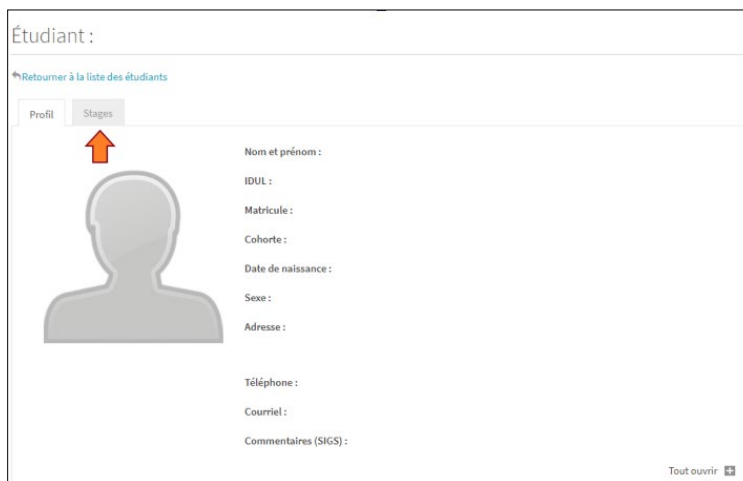 Étudiant :
Retourner à la liste des étudiants
Profil Stages
Nom et prénom :
IDUL :
Matricule :
Cohorte :
Date de naissance :
Sexe :
Adresse :
Téléphone :
Courriel :
Commentaires (SIGS) :
Tout ouvrir